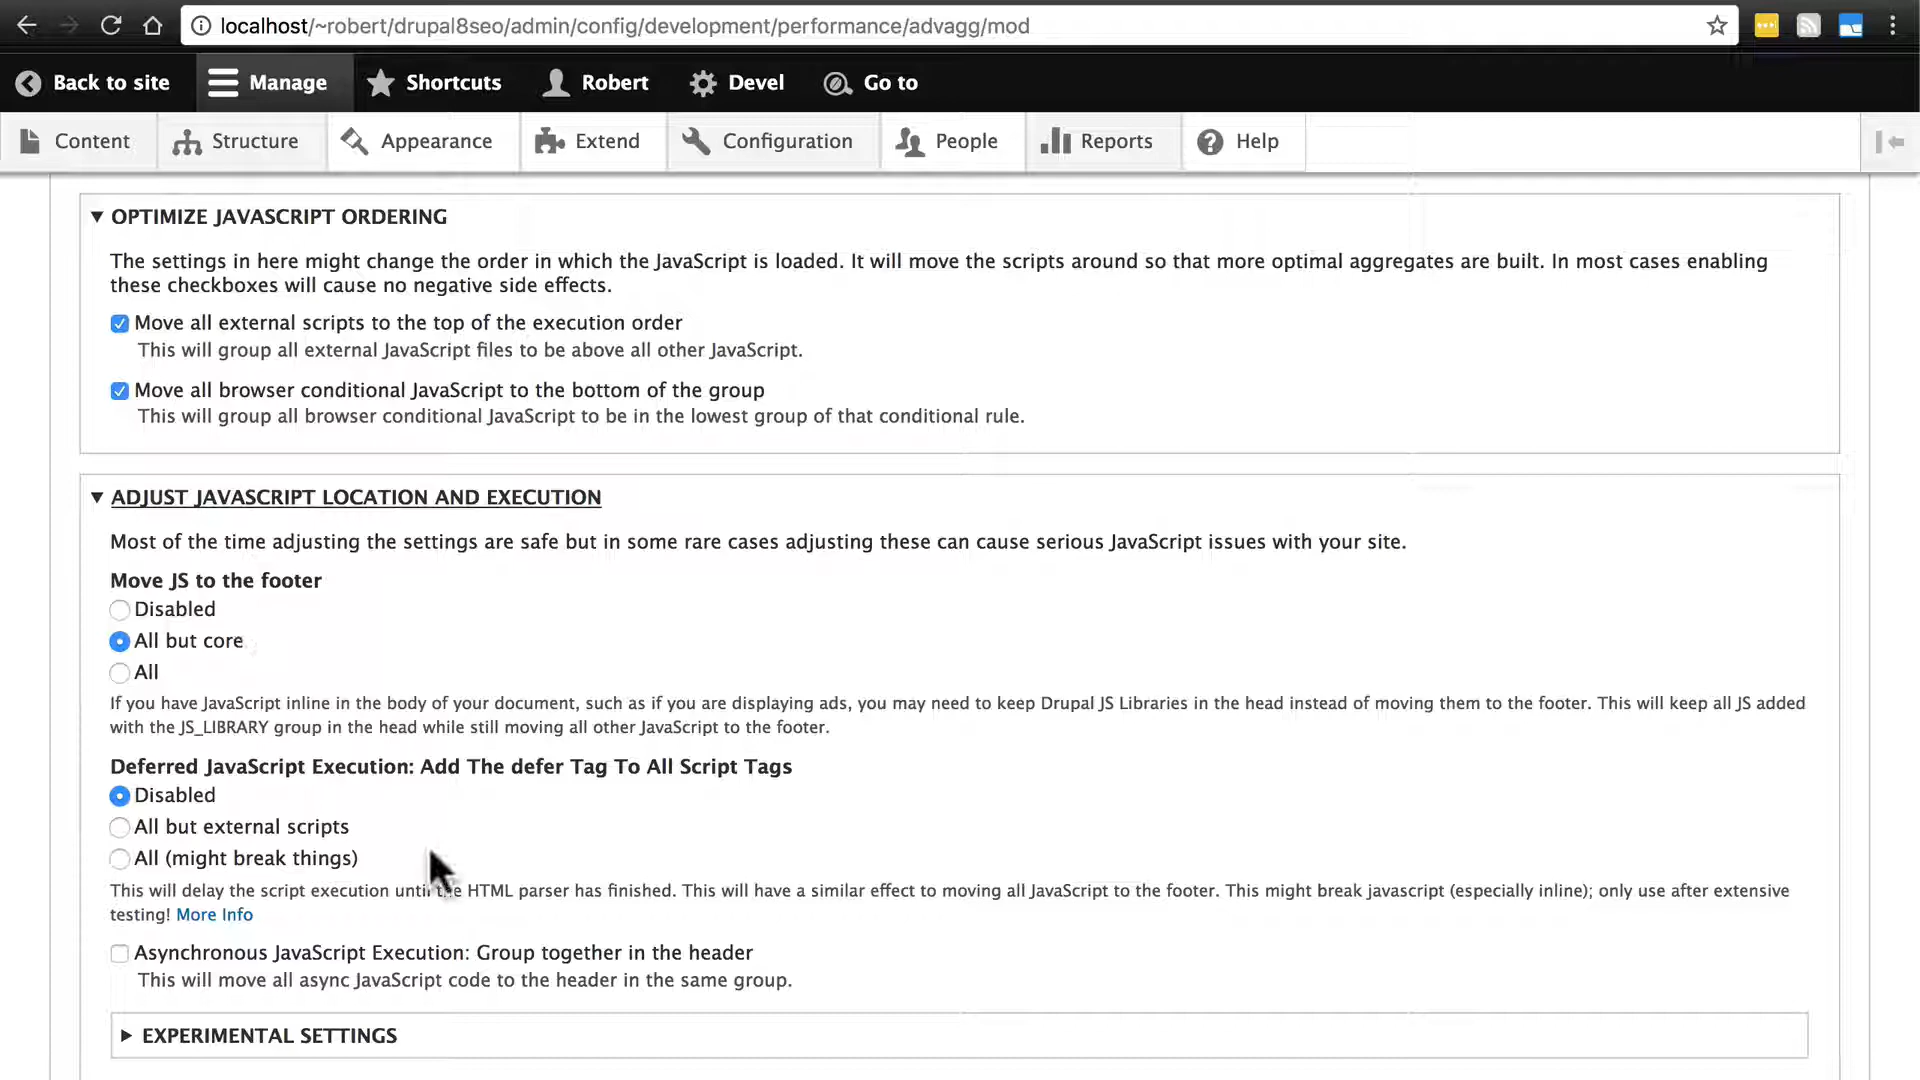 localhost/~robert/drupal8seo/admin/config/development/performance/advagg/mod
Back to site Manage Shortcuts Robert Devel Go to
Content Structure Appearance Extend Configuration People Reports Help
OPTIMIZE JAVASCRIPT ORDERING
The settings in here might change the order in which the JavaScript is loaded. It will move the scripts around so that more optimal aggregates are built. In most cases enabling
these checkboxes will cause no negative side effects.
Move all external scripts to the top of the execution order
This will group all external JavaScript files to be above all other JavaScript.
Move all browser conditional JavaScript to the bottom of the group
This will group all browser conditional JavaScript to be in the lowest group of that conditional rule.
ADJUST JAVASCRIPT LOCATION AND EXECUTION
Most of the time adjusting the settings are safe but in some rare cases adjusting these can cause serious JavaScript issues with your site.
Move JS to the footer
Disabled
All but core
All
If you have JavaScript inline in the body of your document, such as if you are displaying ads, you may need to keep Drupal JS Libraries in the head instead of moving them to the footer. This will keep all JS added
with the JS_LIBRARY group in the head while still moving all other JavaScript to the footer.
Deferred JavaScript Execution: Add The defer Tag To All Script Tags
Disabled
All but external scripts
All (might break things)
This will delay the script execution until the HTML parser has finished. This will have a similar effect to moving all JavaScript to the footer. This might break javascript (especially inline); only use after extensive
testing! More Info
Asynchronous JavaScript Execution: Group together in the header
This will move all async JavaScript code to the header in the same group.
EXPERIMENTAL SETTINGS